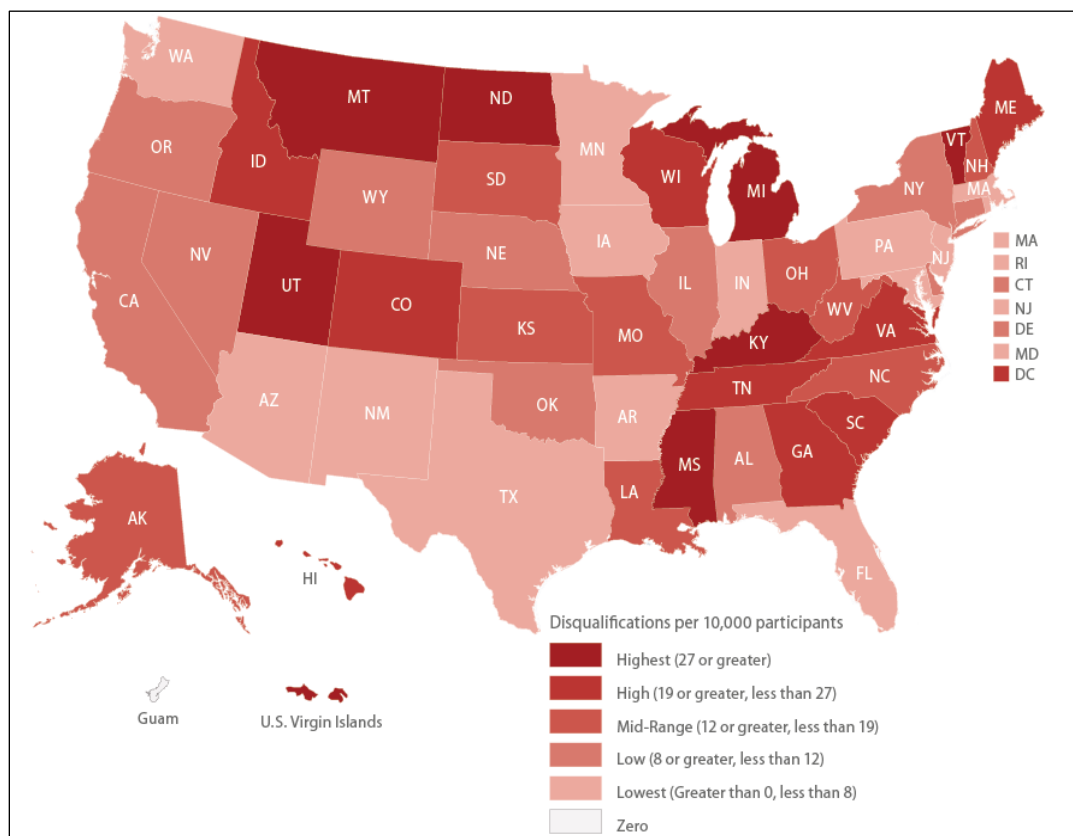 WA
MT
ND
ME
VT
OR
ID
MN
NH
SD
WI
NY
MA
WY
MI
IA
PA
NJ
NE
NV
OH
IL
IN
UT
CA
CO
WV
KS
MO
VA
KY
NC
TN
AZ
NM
OK
AR
SC
MS
AL
GA
TX
LA
AK
FL
HI
MA
RI
CT
NJ
DE
MD
DC
Guam
U.S. Virgin Islands
Disqualifications per 10,000 participants
Highest (27 or greater)
High (19 or greater, less than 27)
Mid-Range (12 or greater, less than 19)
Low (8 or greater, less than 12)
Lowest (Greater than 0, less than 8)
Zero